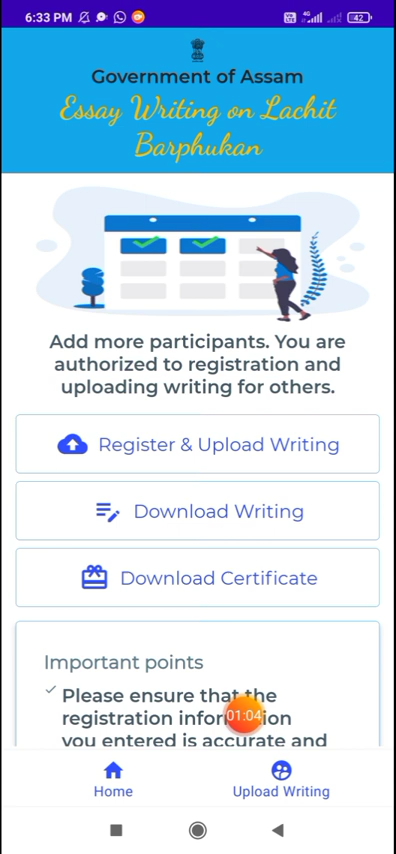 6:33 PM
4G
42
Government of Assam
Essay Writing on Lachit
Barphukan
Add more participants. You are
authorized to registration and
uploading writing for others.
Register & Upload Writing
Download Writing
Download Certificate
Important points
Please ensure that the
registration information
you entered is accurate and
01:04
Home
Upload Writing